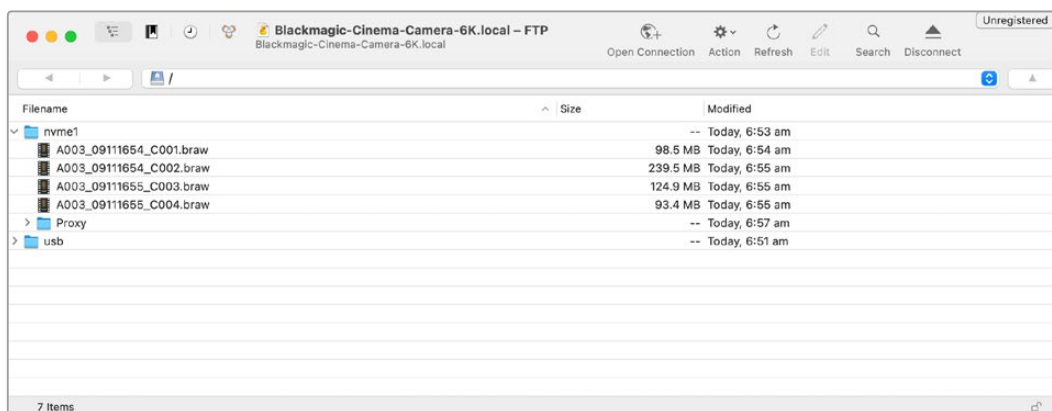 Blackmagic-Cinema-Camera-6K.local – FTP
Blackmagic-Cinema-Camera-6K.local
Open Connection Action Refresh Edit Search Disconnect
Unregistered
/
Filename Size Modified
nvme1 -- Today, 6:53 am
A003_09111654_C001.braw 98.5 MB Today, 6:54 am
A003_09111654_C002.braw 239.5 MB Today, 6:55 am
A003_09111655_C003.braw 124.9 MB Today, 6:55 am
A003_09111655_C004.braw 93.4 MB Today, 6:55 am
Proxy -- Today, 6:57 am
usb -- Today, 6:51 am
7 Items